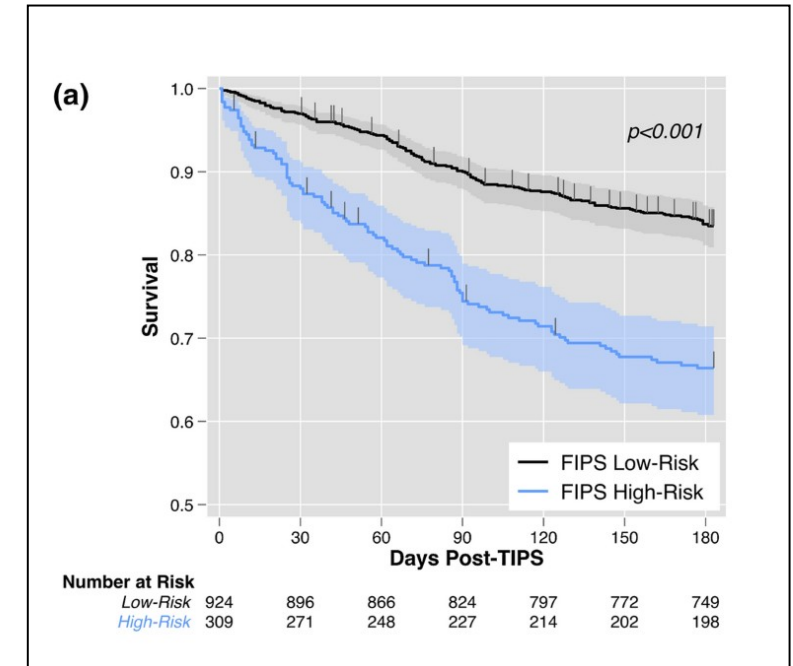 (a)
1.0
0.9
0.8
0.7
0.6
0.5
Survival
p<0.001
FIPS Low-Risk
FIPS High-Risk
0 30 60 90 120 150 180
Days Post-TIPS
Number at Risk
Low-Risk 924 896 866 824 797 772 749
High-Risk 309 271 248 227 214 202 198